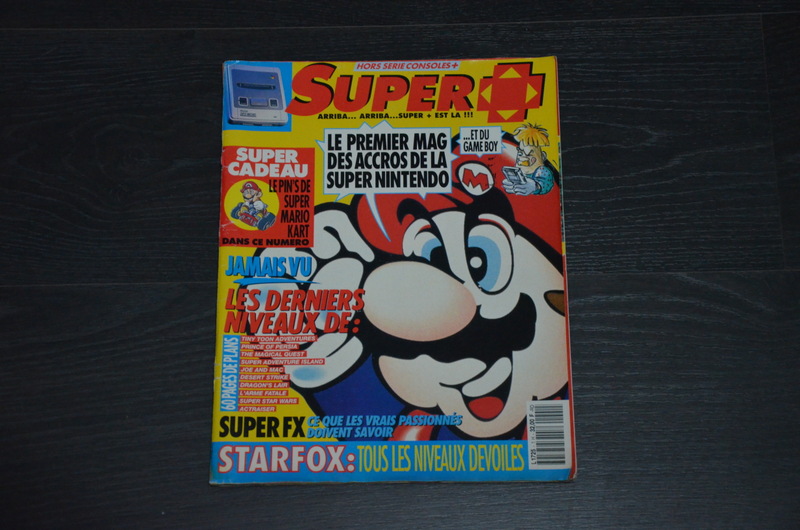 HORS SERIE CONSOLES+
SUPER+
ARRIBA... ARRIBA...SUPER + EST LA !!!
LE PREMIER MAG
DES ACCROS DE LA
SUPER NINTENDO
...ET DU
GAME BOY
M
SUPER
CADEAU
LE PIN'S DE
SUPER
MARIO
KART
DANS CE NUMERO
JAMAIS VU
LES DERNIERS
NIVEAUX DE:
60 PAGES DE PLANS
TINY TOON ADVENTURES
PRINCE OF PERSIA
THE MAGICAL QUEST
SUPER ADVENTURE ISLAND
JOE AND MAC
DESERT STRIKE
DRAGON'S LAIR
L'ARME FATALE
SUPER STAR WARS
ACTRAISER
SUPER FX
CE QUE LES VRAIS PASSIONNÉS
DOIVENT SAVOIR
STARFOX: TOUS LES NIVEAUX DEVOILES